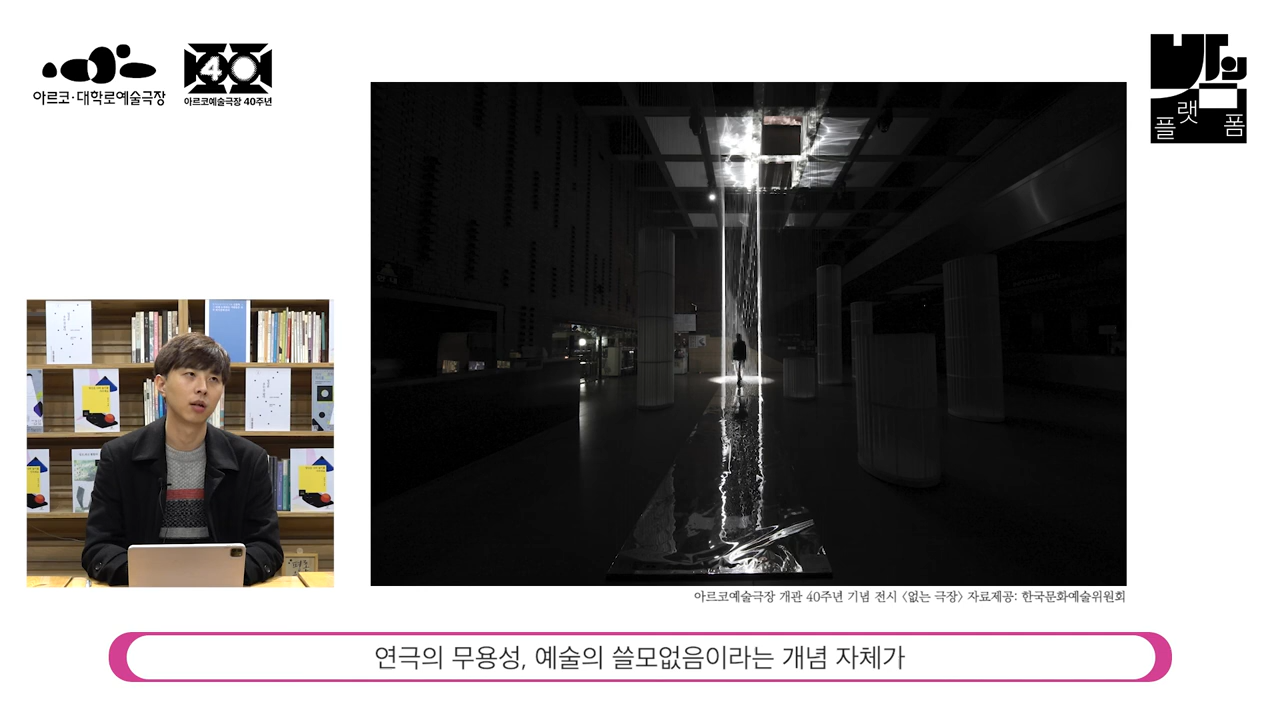 아르코·대학로예술극장
40
아르코예술극장 40주년
밤의
플랫폼
아르코예술극장 개관 40주년 기념 전시 〈없는 극장〉 자료제공: 한국문화예술위원회
연극의 무용성, 예술의 쓸모없음이라는 개념 자체가